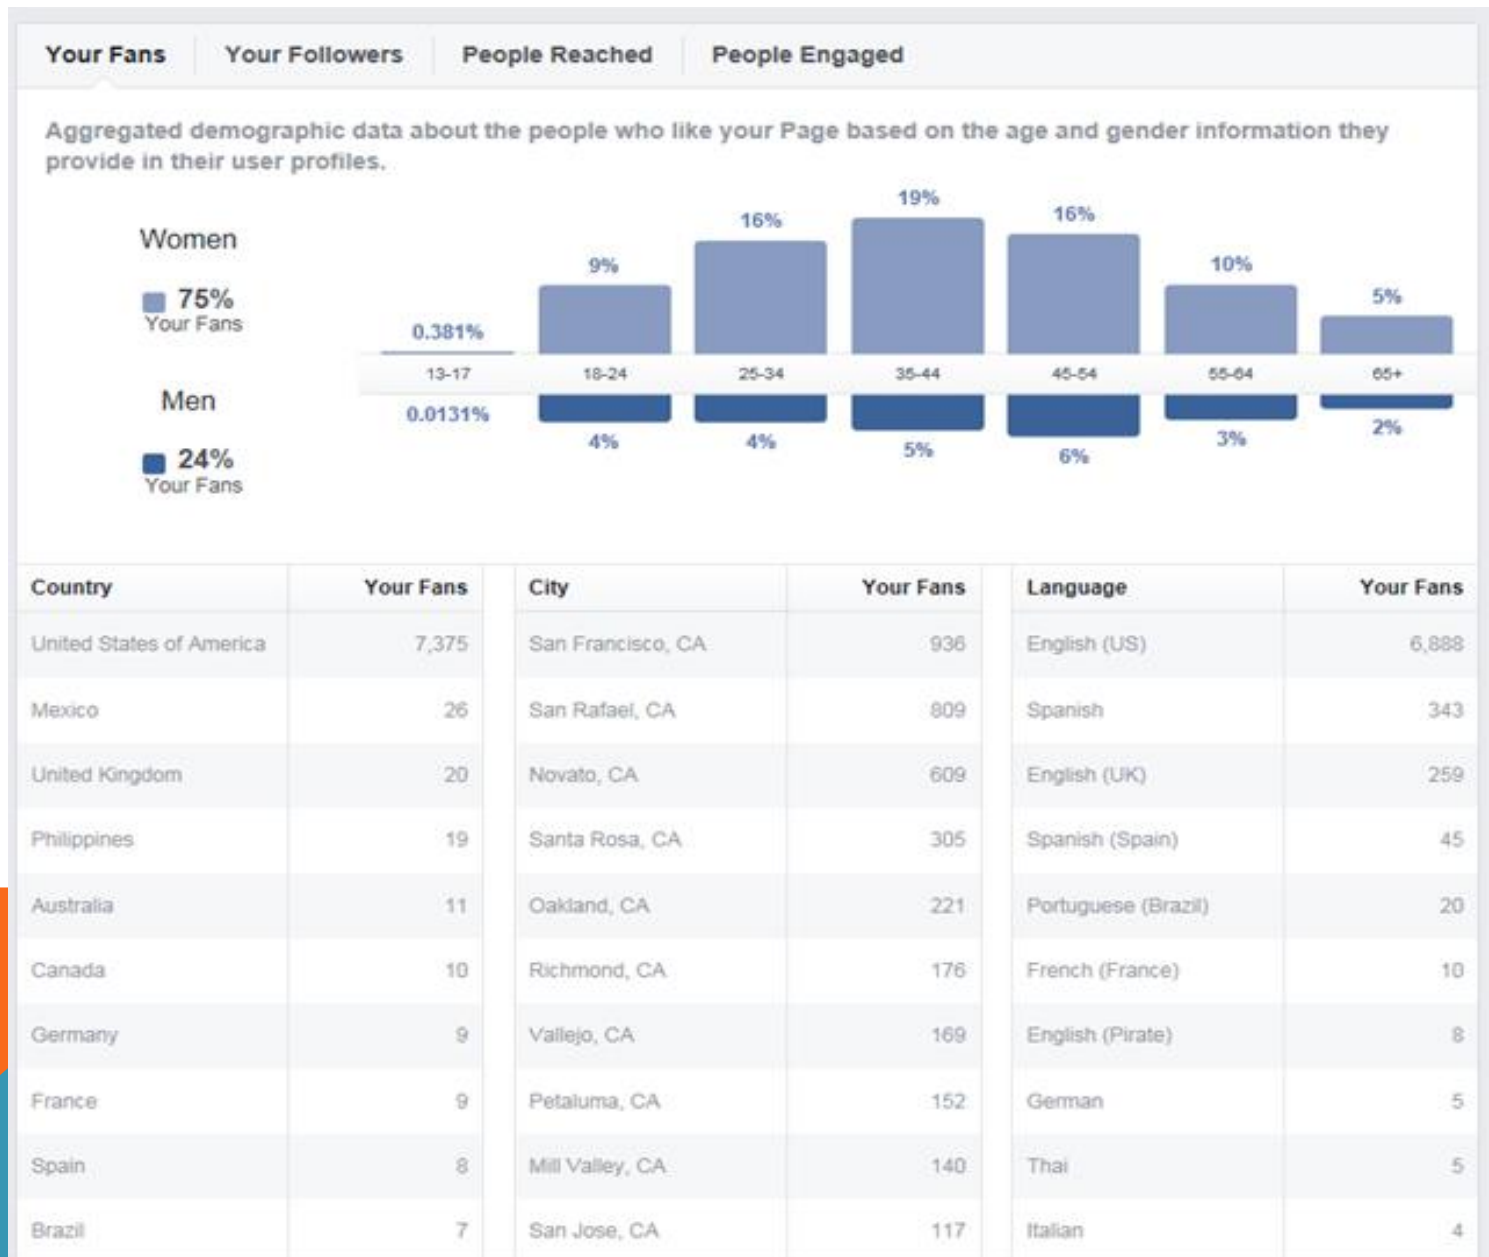 Your Fans Your Followers People Reached People Engaged
Aggregated demographic data about the people who like your Page based on the age and gender information they
provide in their user profiles.
Women
75%
Your Fans
0.381% 9% 16% 19% 16% 10% 5%
13-17 18-24 25-34 35-44 45-54 55-64 65+
Men
24%
Your Fans
0.0131% 4% 4% 5% 6% 3% 2%
Country Your Fans City Your Fans Language Your Fans
United States of America 7,375 San Francisco, CA 936 English (US) 6,888
Mexico 26 San Rafael, CA 809 Spanish 343
United Kingdom 20 Novato, CA 609 English (UK) 259
Philippines 19 Santa Rosa, CA 305 Spanish (Spain) 45
Australia 11 Oakland, CA 221 Portuguese (Brazil) 20
Canada 10 Richmond, CA 176 French (France) 10
Germany 9 Vallejo, CA 169 English (Pirate) 8
France 9 Petaluma, CA 152 German 5
Spain 8 Mill Valley, CA 140 Thai 5
Brazil 7 San Jose, CA 117 Italian 4